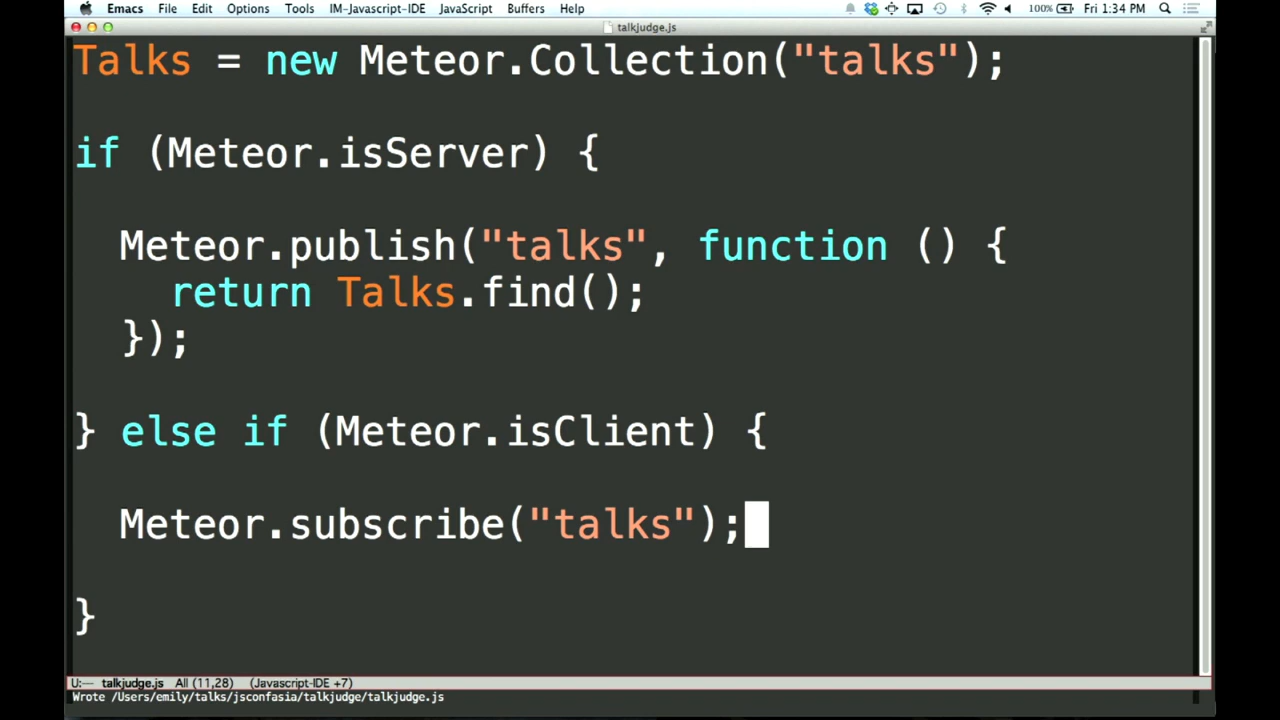 Emacs File Edit Options Tools IM-Javascript-IDE JavaScript Buffers Help 100% Fri 1:34 PM
talkjudge.js
Talks = new Meteor.Collection("talks");
if (Meteor.isServer) {
Meteor.publish("talks", function () {
return Talks.find();
});
} else if (Meteor.isClient) {
Meteor.subscribe("talks");
}
U:--- talkjudge.js All (11,28) (Javascript-IDE +7)
Wrote /Users/emily/talks/jsconfasia/talkjudge/talkjudge.js